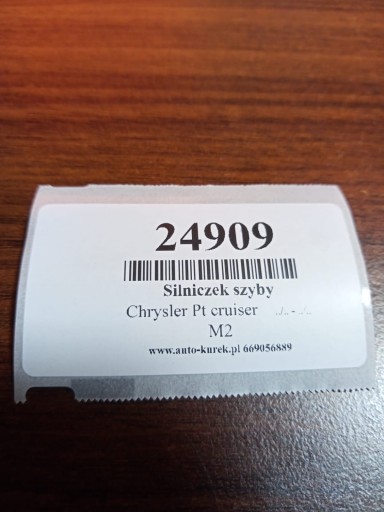 24909
Silniczek szyby
Chrysler Pt cruiser ../.. - ../..
M2
www.auto-kurek.pl 669056889